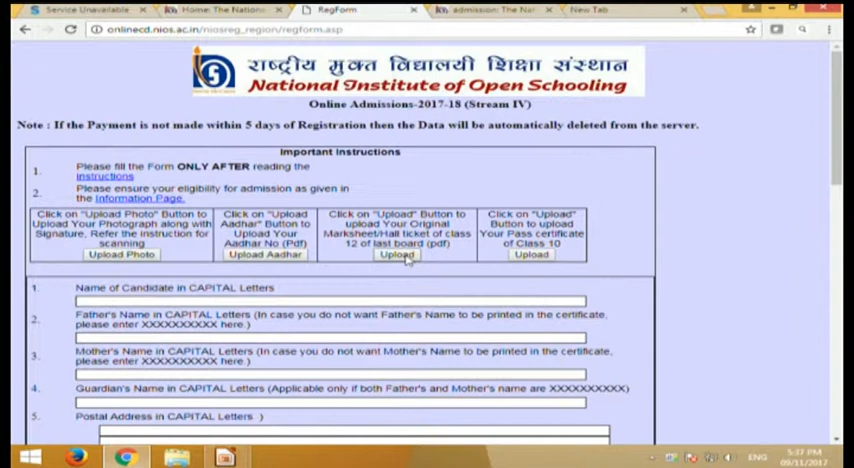 Service Unavailable
Home: The Nationa
RegForm
admission: The Nar
New Tab
onlinecd.nios.ac.in/niosreg_region/regform.asp
राष्ट्रीय मुक्त विद्यालयी शिक्षा संस्थान
National Institute of Open Schooling
Online Admissions-2017-18 (Stream IV)
Note : If the Payment is not made within 5 days of Registration then the Data will be automatically deleted from the server.
Important Instructions
1. Please fill the Form ONLY AFTER reading the
instructions
2. Please ensure your eligibility for admission as given in
the Information Page.
Click on "Upload Photo" Button to
Upload Your Photograph along with
Signature, Refer the instruction for
scanning
Upload Photo
Click on "Upload
Aadhar" Button to
Upload Your
Aadhar No (Pdf)
Upload Aadhar
Click on "Upload" Button to
upload Your Original
Marksheet/Hall ticket of class
12 of last board (pdf)
Upload
Click on "Upload"
Button to upload
Your Pass certificate
of Class 10
Upload
1. Name of Candidate in CAPITAL Letters
2. Father's Name in CAPITAL Letters (In case you do not want Father's Name to be printed in the certificate,
please enter XXXXXXXXXX here.)
3. Mother's Name in CAPITAL Letters (In case you do not want Mother's Name to be printed in the certificate,
please enter XXXXXXXXXX here.)
4. Guardian's Name in CAPITAL Letters (Applicable only if both Father's and Mother's name are XXXXXXXXXX)
5. Postal Address in CAPITAL Letters )
ENG
5:37 PM
09/11/2017